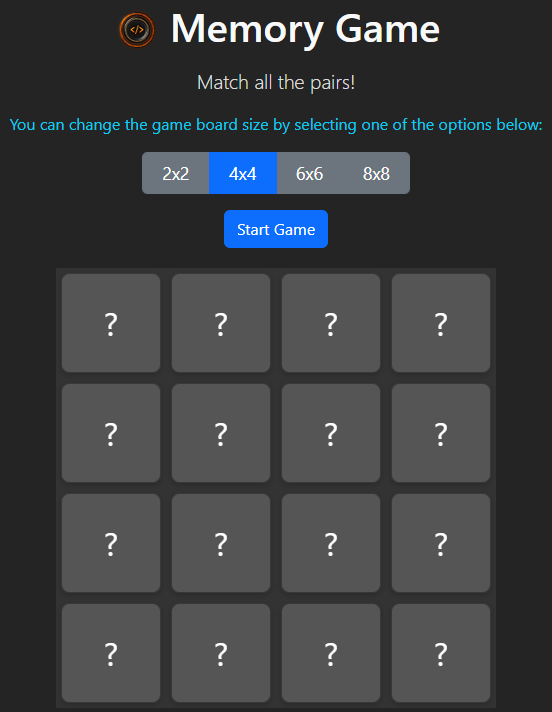 </> Memory Game
Match all the pairs!
You can change the game board size by selecting one of the options below:
2x2 4x4 6x6 8x8
Start Game
? ? ? ?
? ? ? ?
? ? ? ?
? ? ? ?